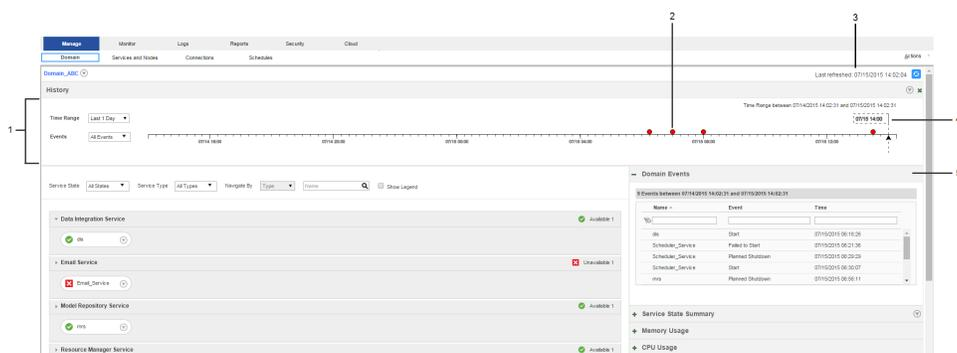 2
3
Manage Monitor Logs Reports Security Cloud
Domain Services and Nodes Connections Schedules Actions
Domain_ABC Last refreshed: 07/15/2015 14:02:04
History
Time Range between 07/14/2015 14:02:31 and 07/15/2015 14:02:31
1
Time Range Last 1 Day 07/15 14:00 4
Events All Events
07/14 16:00 07/14 20:00 07/15 00:00 07/15 04:00 07/15 08:00 07/15 12:00
Domain Events 5
Service State All States Service Type All Types Navigate By Type Name Show Legend
9 Events between 07/14/2015 14:02:31 and 07/15/2015 14:02:31
Name Event Time
Data Integration Service Available 1
dis
dis Start 07/15/2015 06:16:26
Scheduler_Service Failed to Start 07/15/2015 06:21:36
Scheduler_Service Planned Shutdown 07/15/2015 06:29:29
Scheduler_Service Start 07/15/2015 06:30:07
mrs Planned Shutdown 07/15/2015 06:56:11
Email Service Unavailable 1
Email_Service
Model Repository Service Available 1
mrs
Service State Summary
Memory Usage
Resource Manager Service Available 1
CPU Usage